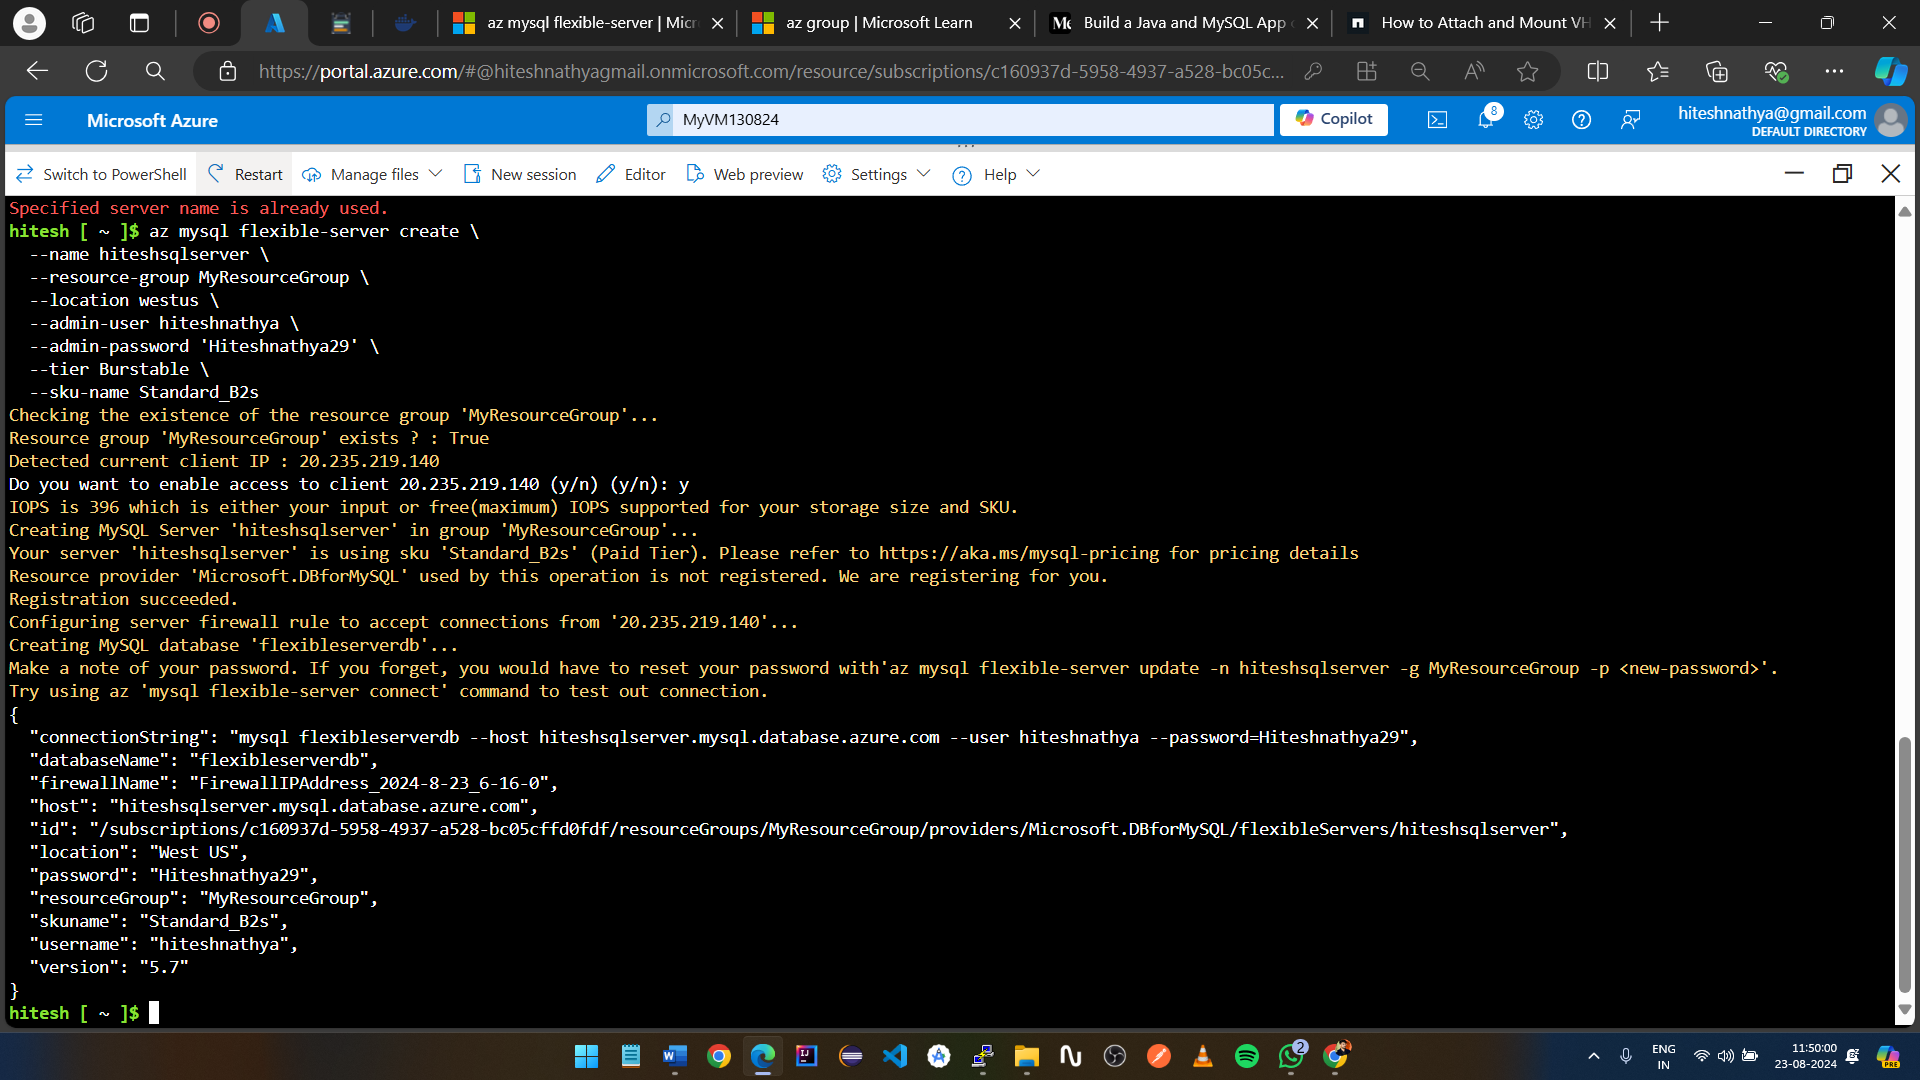 az mysql flexible-server | Micr
az group | Microsoft Learn
Build a Java and MySQL App
How to Attach and Mount VH
https://portal.azure.com/#@hiteshnathyagmail.onmicrosoft.com/resource/subscriptions/c160937d-5958-4937-a528-bc05c...
Microsoft Azure
MyVM130824
Copilot
8
hiteshnathya@gmail.com
DEFAULT DIRECTORY
Switch to PowerShell
Restart
Manage files
New session
Editor
Web preview
Settings
Help
Specified server name is already used.
hitesh [ ~ ]$ az mysql flexible-server create \
--name hiteshsqlserver \
--resource-group MyResourceGroup \
--location westus \
--admin-user hiteshnathya \
--admin-password 'Hiteshnathya29' \
--tier Burstable \
--sku-name Standard_B2s
Checking the existence of the resource group 'MyResourceGroup'...
Resource group 'MyResourceGroup' exists ? : True
Detected current client IP : 20.235.219.140
Do you want to enable access to client 20.235.219.140 (y/n) (y/n): y
IOPS is 396 which is either your input or free(maximum) IOPS supported for your storage size and SKU.
Creating MySQL Server 'hiteshsqlserver' in group 'MyResourceGroup'...
Your server 'hiteshsqlserver' is using sku 'Standard_B2s' (Paid Tier). Please refer to https://aka.ms/mysql-pricing for pricing details
Resource provider 'Microsoft.DBforMySQL' used by this operation is not registered. We are registering for you.
Registration succeeded.
Configuring server firewall rule to accept connections from '20.235.219.140'...
Creating MySQL database 'flexibleserverdb'...
Make a note of your password. If you forget, you would have to reset your password with'az mysql flexible-server update -n hiteshsqlserver -g MyResourceGroup -p <new-password>'.
Try using az 'mysql flexible-server connect' command to test out connection.
{
"connectionString": "mysql flexibleserverdb --host hiteshsqlserver.mysql.database.azure.com --user hiteshnathya --password=Hiteshnathya29",
"databaseName": "flexibleserverdb",
"firewallName": "FirewallIPAddress_2024-8-23_6-16-0",
"host": "hiteshsqlserver.mysql.database.azure.com",
"id": "/subscriptions/c160937d-5958-4937-a528-bc05cffd0fdf/resourceGroups/MyResourceGroup/providers/Microsoft.DBforMySQL/flexibleServers/hiteshsqlserver",
"location": "West US",
"password": "Hiteshnathya29",
"resourceGroup": "MyResourceGroup",
"skuname": "Standard_B2s",
"username": "hiteshnathya",
"version": "5.7"
}
hitesh [ ~ ]$
2
ENG
IN
11:50:00
23-08-2024